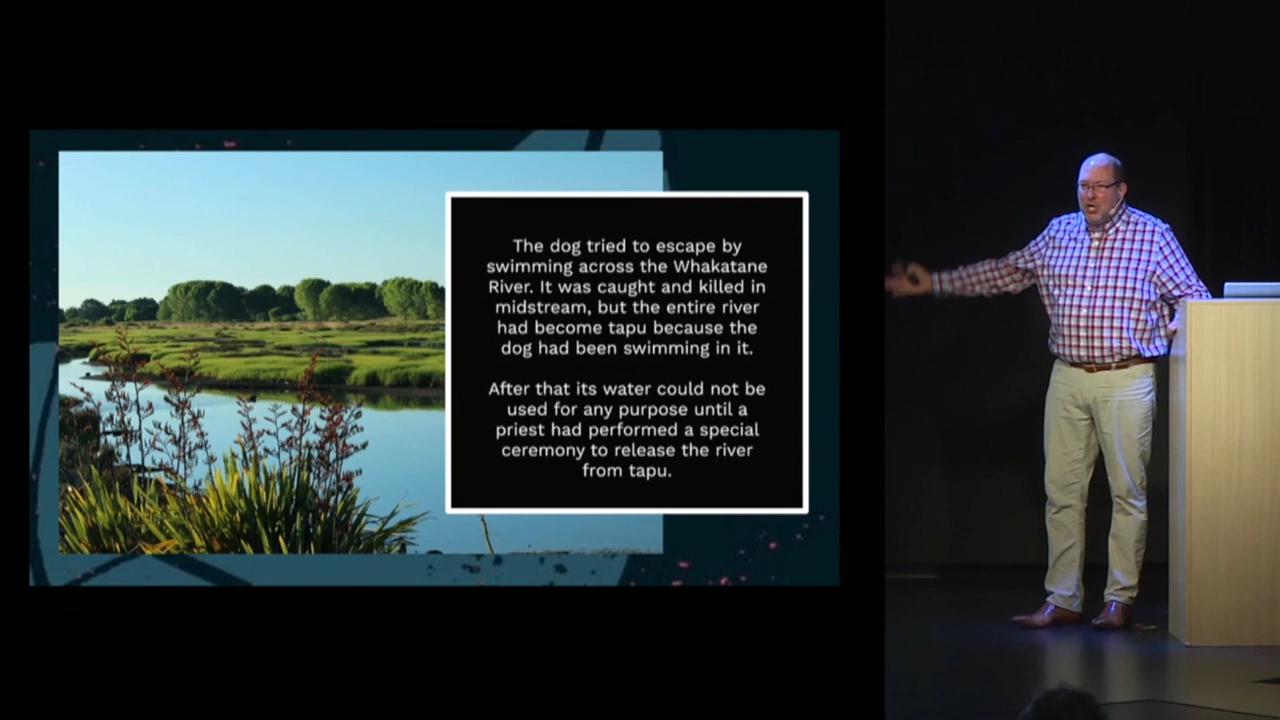 The dog tried to escape by
swimming across the Whakatane
River. It was caught and killed in
midstream, but the entire river
had become tapu because the
dog had been swimming in it.
After that its water could not be
used for any purpose until a
priest had performed a special
ceremony to release the river
from tapu.